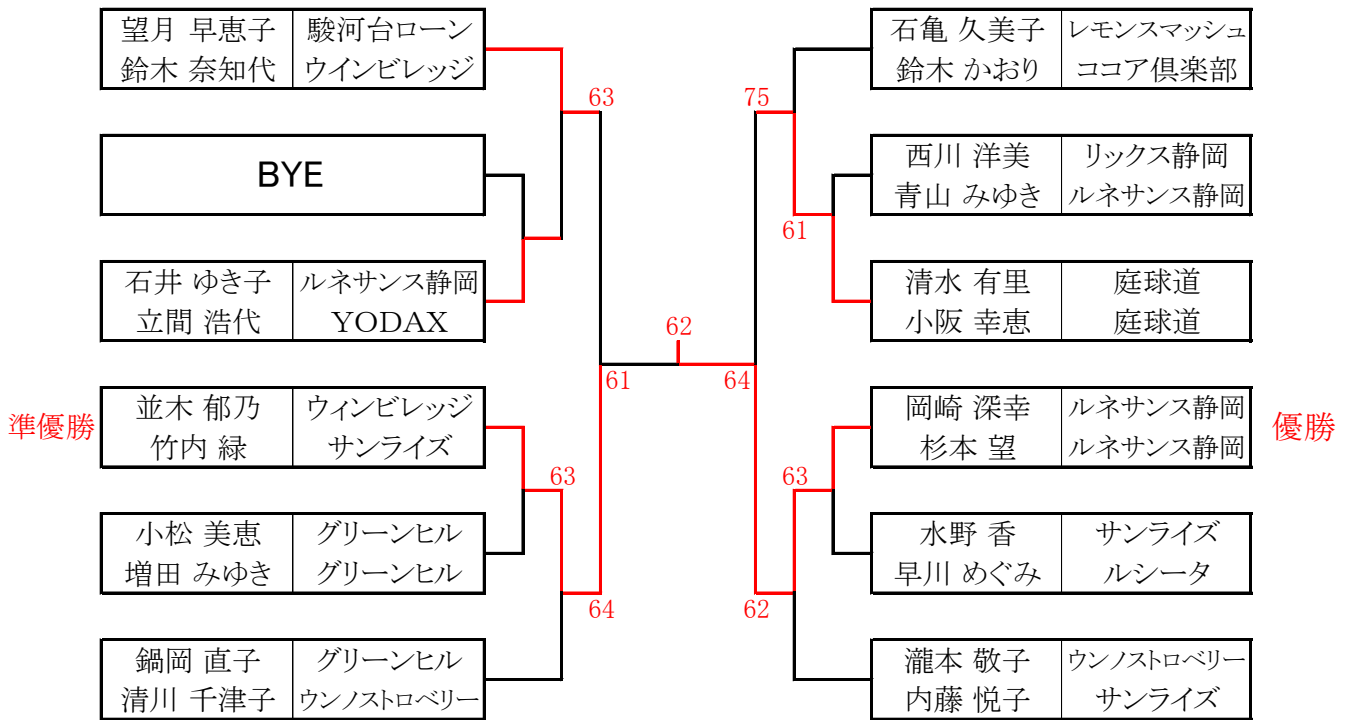 望月 早恵子 駿河台ローン
鈴木 奈知代 ウインビレッジ
63
BYE
石井 ゆき子 ルネサンス静岡
立間 浩代 YODAX
準優勝
並木 郁乃 ウィンビレッジ
竹内 緑 サンライズ
63
小松 美恵 グリーンヒル
増田 みゆき グリーンヒル
64
鍋岡 直子 グリーンヒル
清川 千津子 ウンノストロベリー
61
62
64
石亀 久美子 レモンスマッシュ
鈴木 かおり ココア倶楽部
75
西川 洋美 リックス静岡
青山 みゆき ルネサンス静岡
61
清水 有里 庭球道
小阪 幸恵 庭球道
岡崎 深幸 ルネサンス静岡
杉本 望 ルネサンス静岡
優勝
63
水野 香 サンライズ
早川 めぐみ ルシータ
62
瀧本 敬子 ウンノストロベリー
内藤 悦子 サンライズ